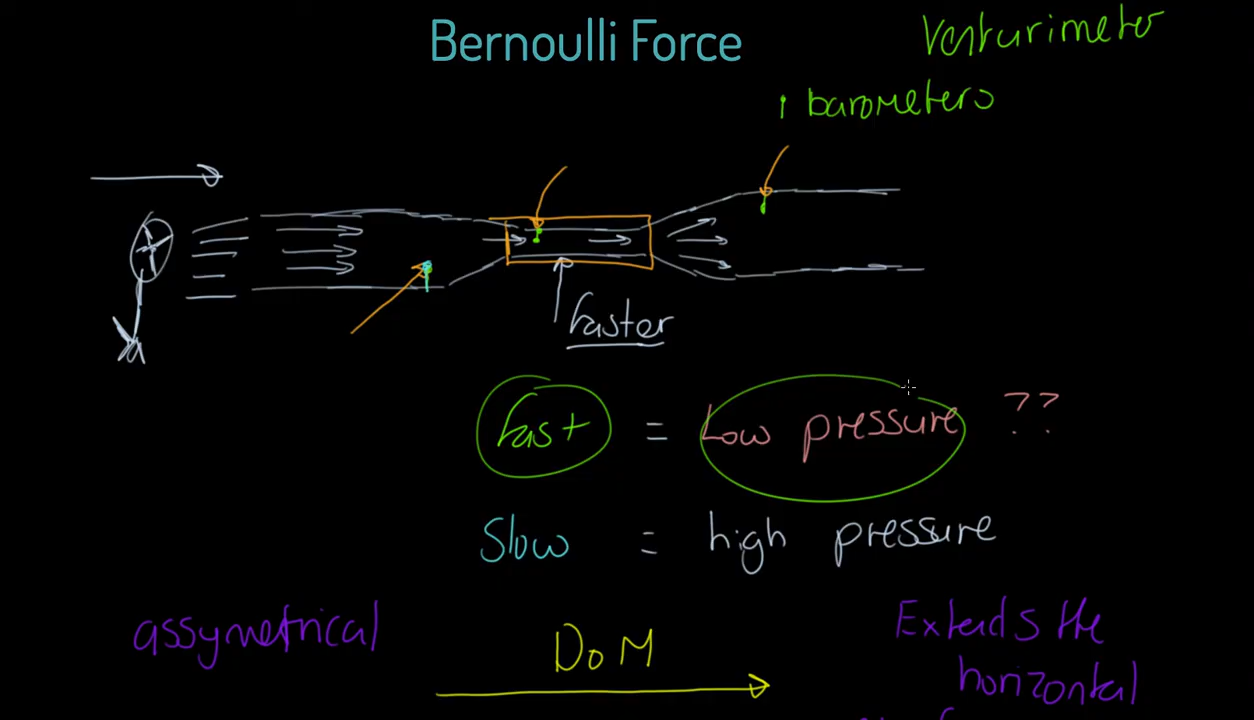 Bernoulli Force
Venturimeter
barometers
faster
fast = Low pressure ??
Slow = high pressure
assymetrical
DoM
Extends the
horizontal